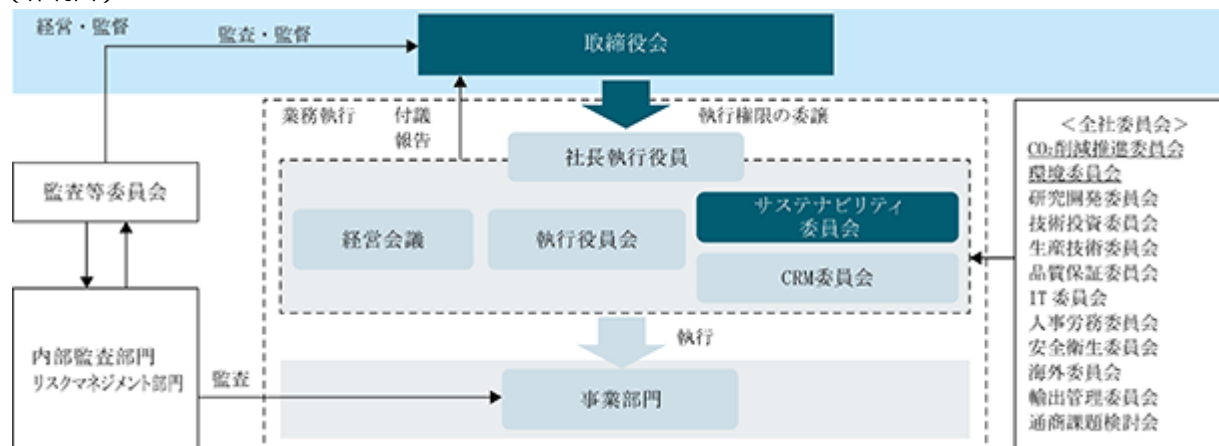 経営・監督
監査・監督
取締役会
業務執行
付議
報告
執行権限の委譲
社長執行役員
監査等委員会
経営会議
執行役員会
サステナビリティ
委員会
CRM委員会
執行
内部監査部門
リスクマネジメント部門
監査
事業部門
＜全社委員会＞
CO₂削減推進委員会
環境委員会
研究開発委員会
技術投資委員会
生産技術委員会
品質保証委員会
IT 委員会
人事労務委員会
安全衛生委員会
海外委員会
輸出管理委員会
通商課題検討会